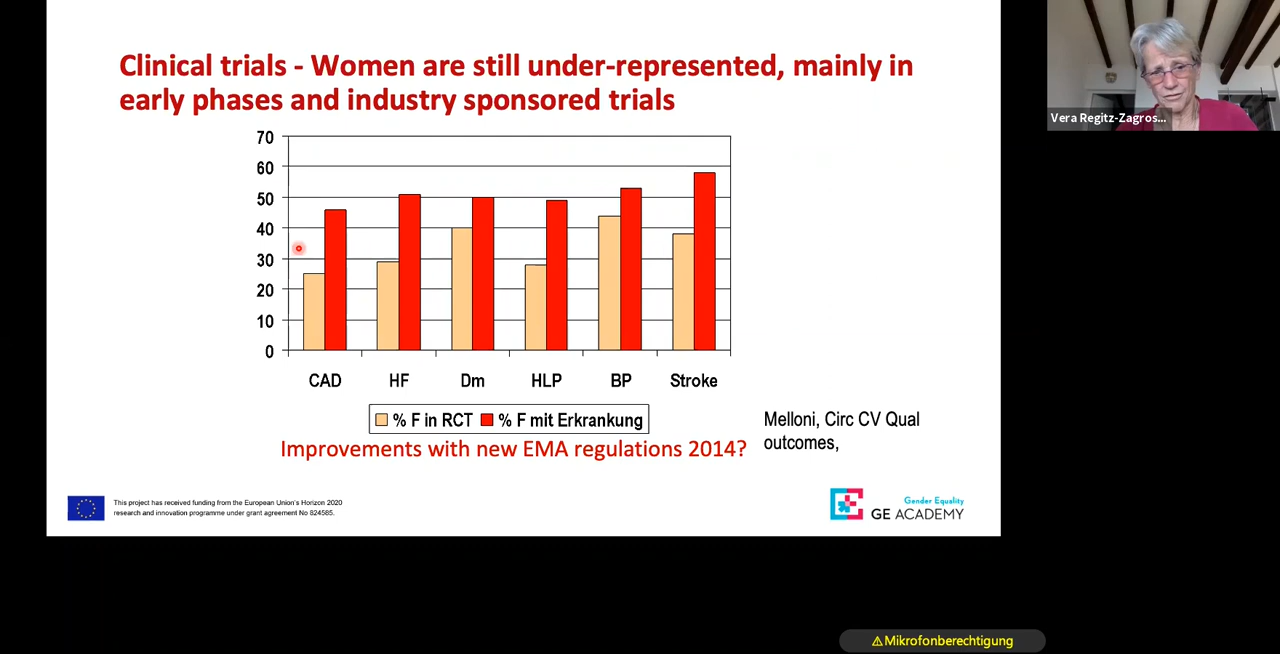 Clinical trials - Women are still under-represented, mainly in
early phases and industry sponsored trials
70
60
50
40
30
20
10
0
CAD HF Dm HLP BP Stroke
% F in RCT % F mit Erkrankung
Improvements with new EMA regulations 2014?
Melloni, Circ CV Qual
outcomes,
This project has received funding from the European Union's Horizon 2020
research and innovation programme under grant agreement No 824585.
Gender Equality
GE ACADEMY
Vera Regitz-Zagros...
Mikrofonberechtigung